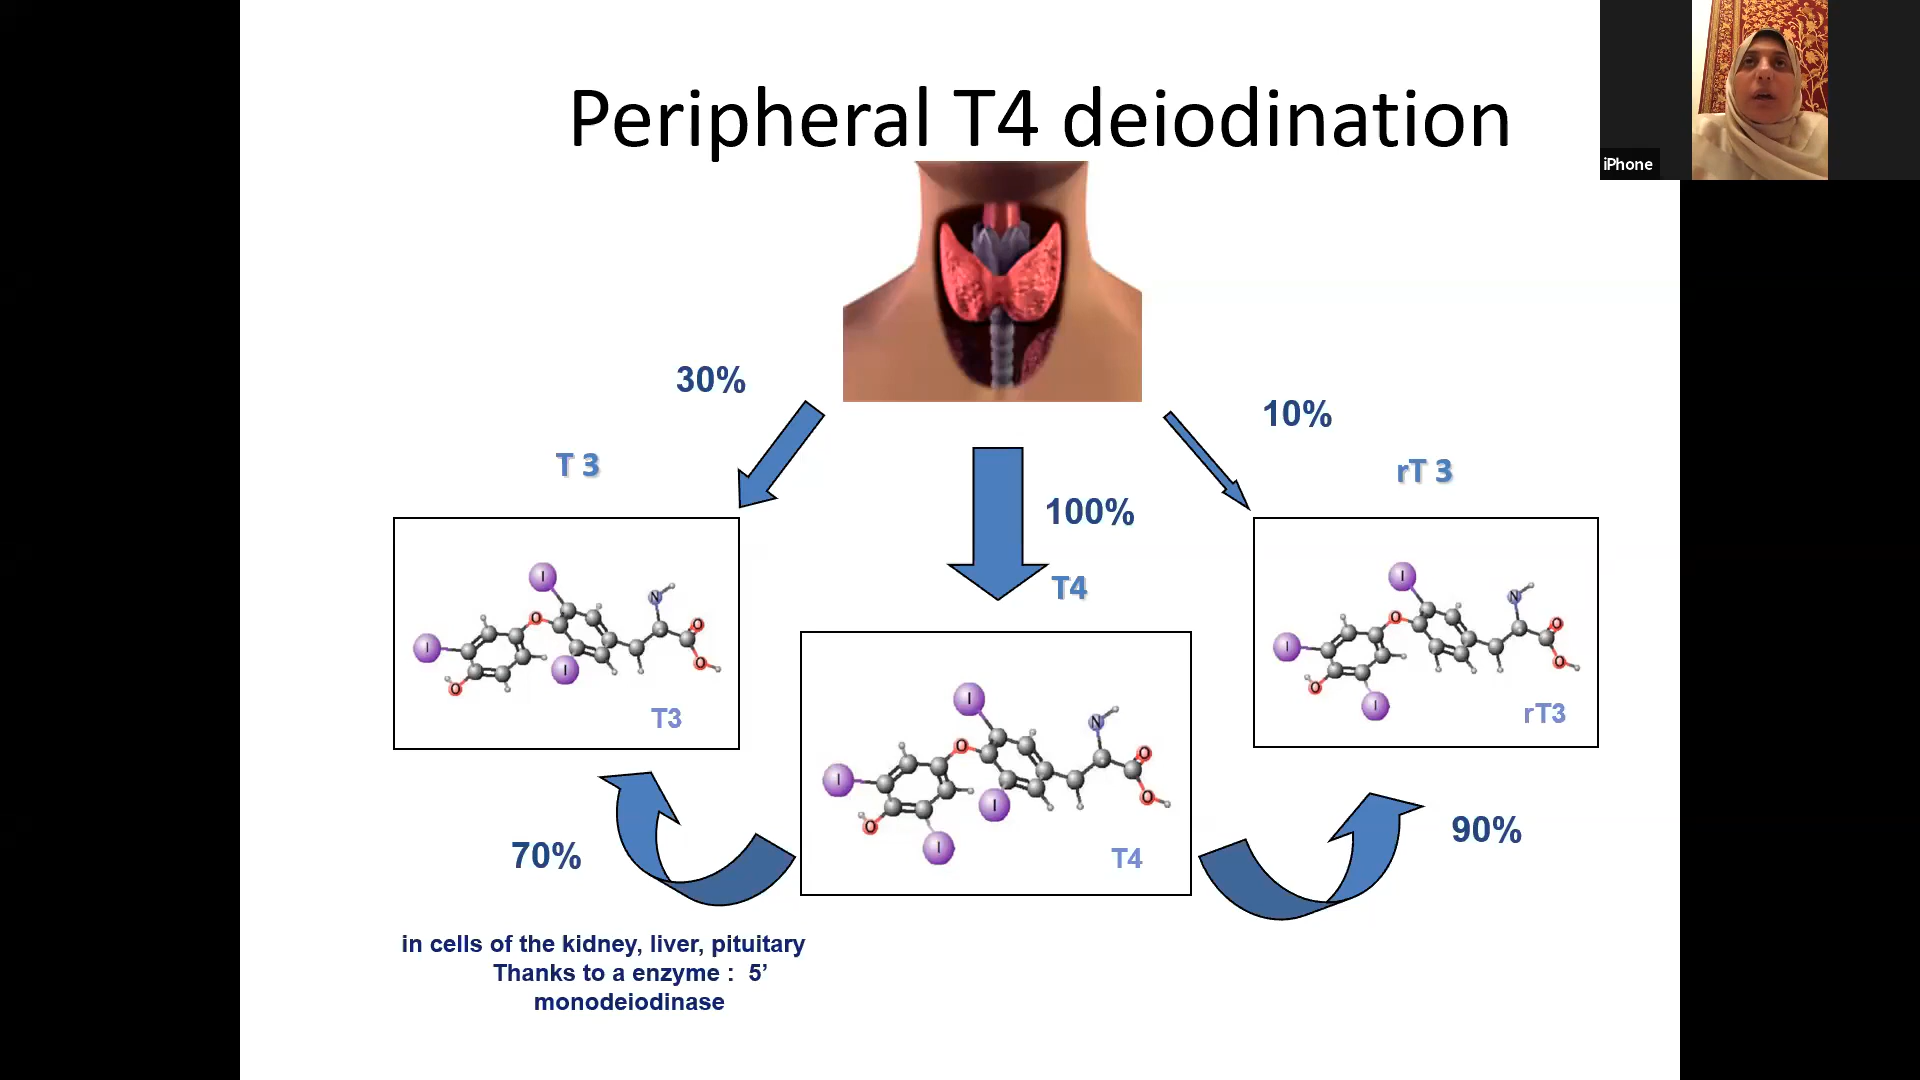 Peripheral T4 deiodination
iPhone
30%
10%
T 3
rT 3
100%
T4
I
N
O
O
I
I
O
O
T3
I
N
O
O
I
O
O
I
rT3
I
N
O
O
I
I
O
O
I
T4
70%
90%
in cells of the kidney, liver, pituitary
Thanks to a enzyme : 5’
monodeiodinase